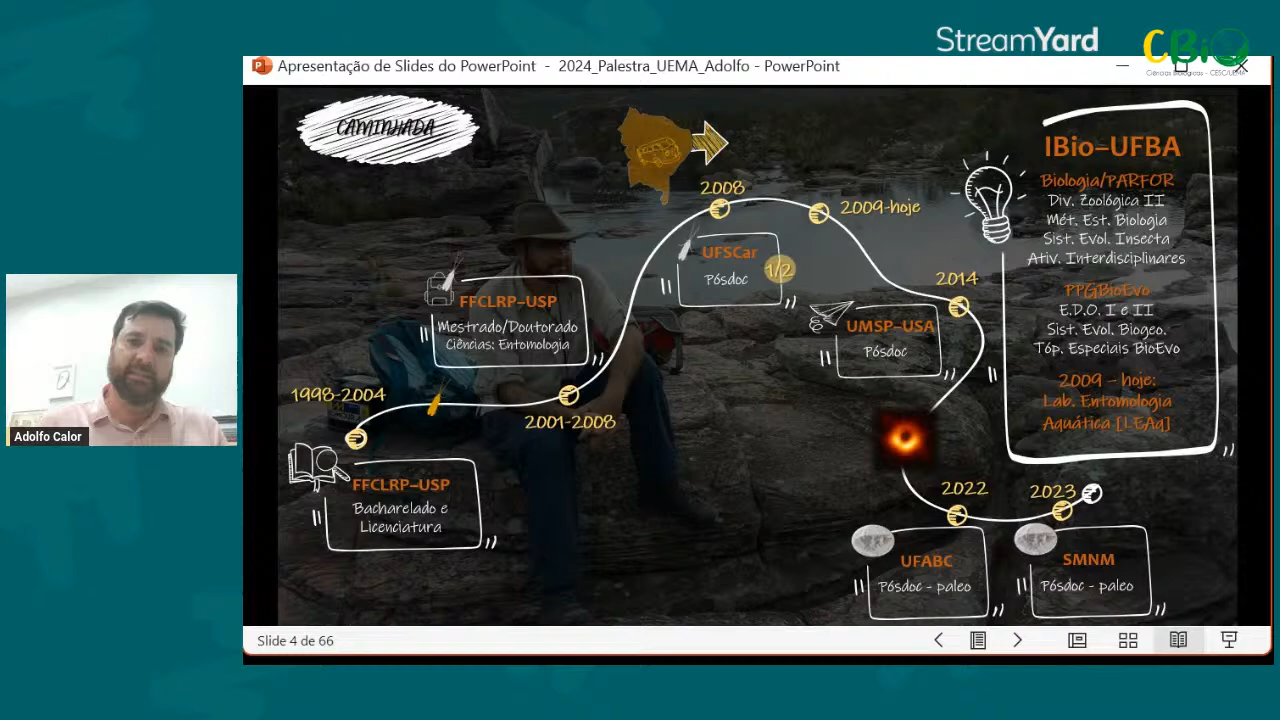 StreamYard
CBiO
Ciências Biológicas - CESC/UEMA
Apresentação de Slides do PowerPoint - 2024_Palestra_UEMA_Adolfo - PowerPoint
CAMINHADA
2008
2009-hoje
UFSCar
Pósdoc
1/2
2014
UMSP-USA
Pósdoc
FFCLRP-USP
Mestrado/Doutorado
Ciências: Entomologia
1998-2004
2001-2008
FFCLRP-USP
Bacharelado e
Licenciatura
IBio-UFBA
Biologia/PARFOR
Div. Zoológica II
Mét. Est. Biologia
Sist. Evol. Insecta
Ativ. Interdisciplinares
PPGBioEvo
E.D.O. I e II
Sist. Evol. Biogeo.
Tóp. Especiais BioEvo
2009 – hoje:
Lab. Entomologia
Aquática [LEAq]
2022
2023
UFABC
Pósdoc - paleo
SMNM
Pósdoc - paleo
Adolfo Calor
Slide 4 de 66